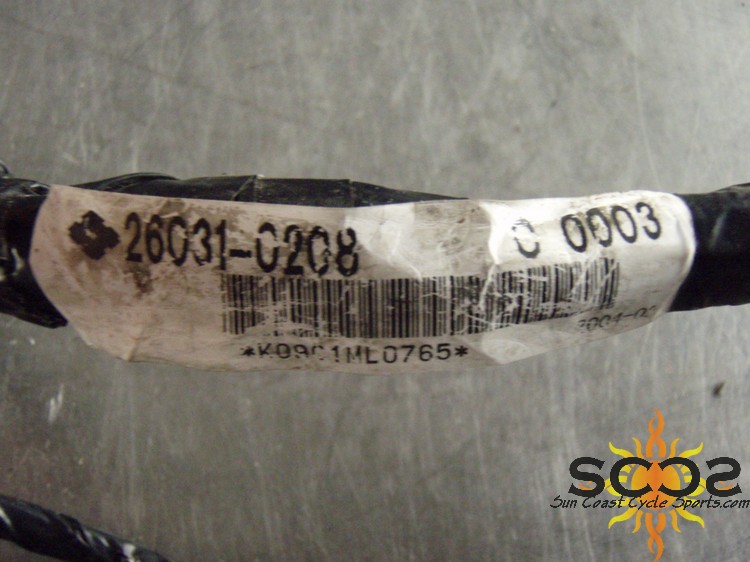 26031-0208 C 0003
*K09C1ML0765*
SCCS
Sun Coast Cycle Sports.com